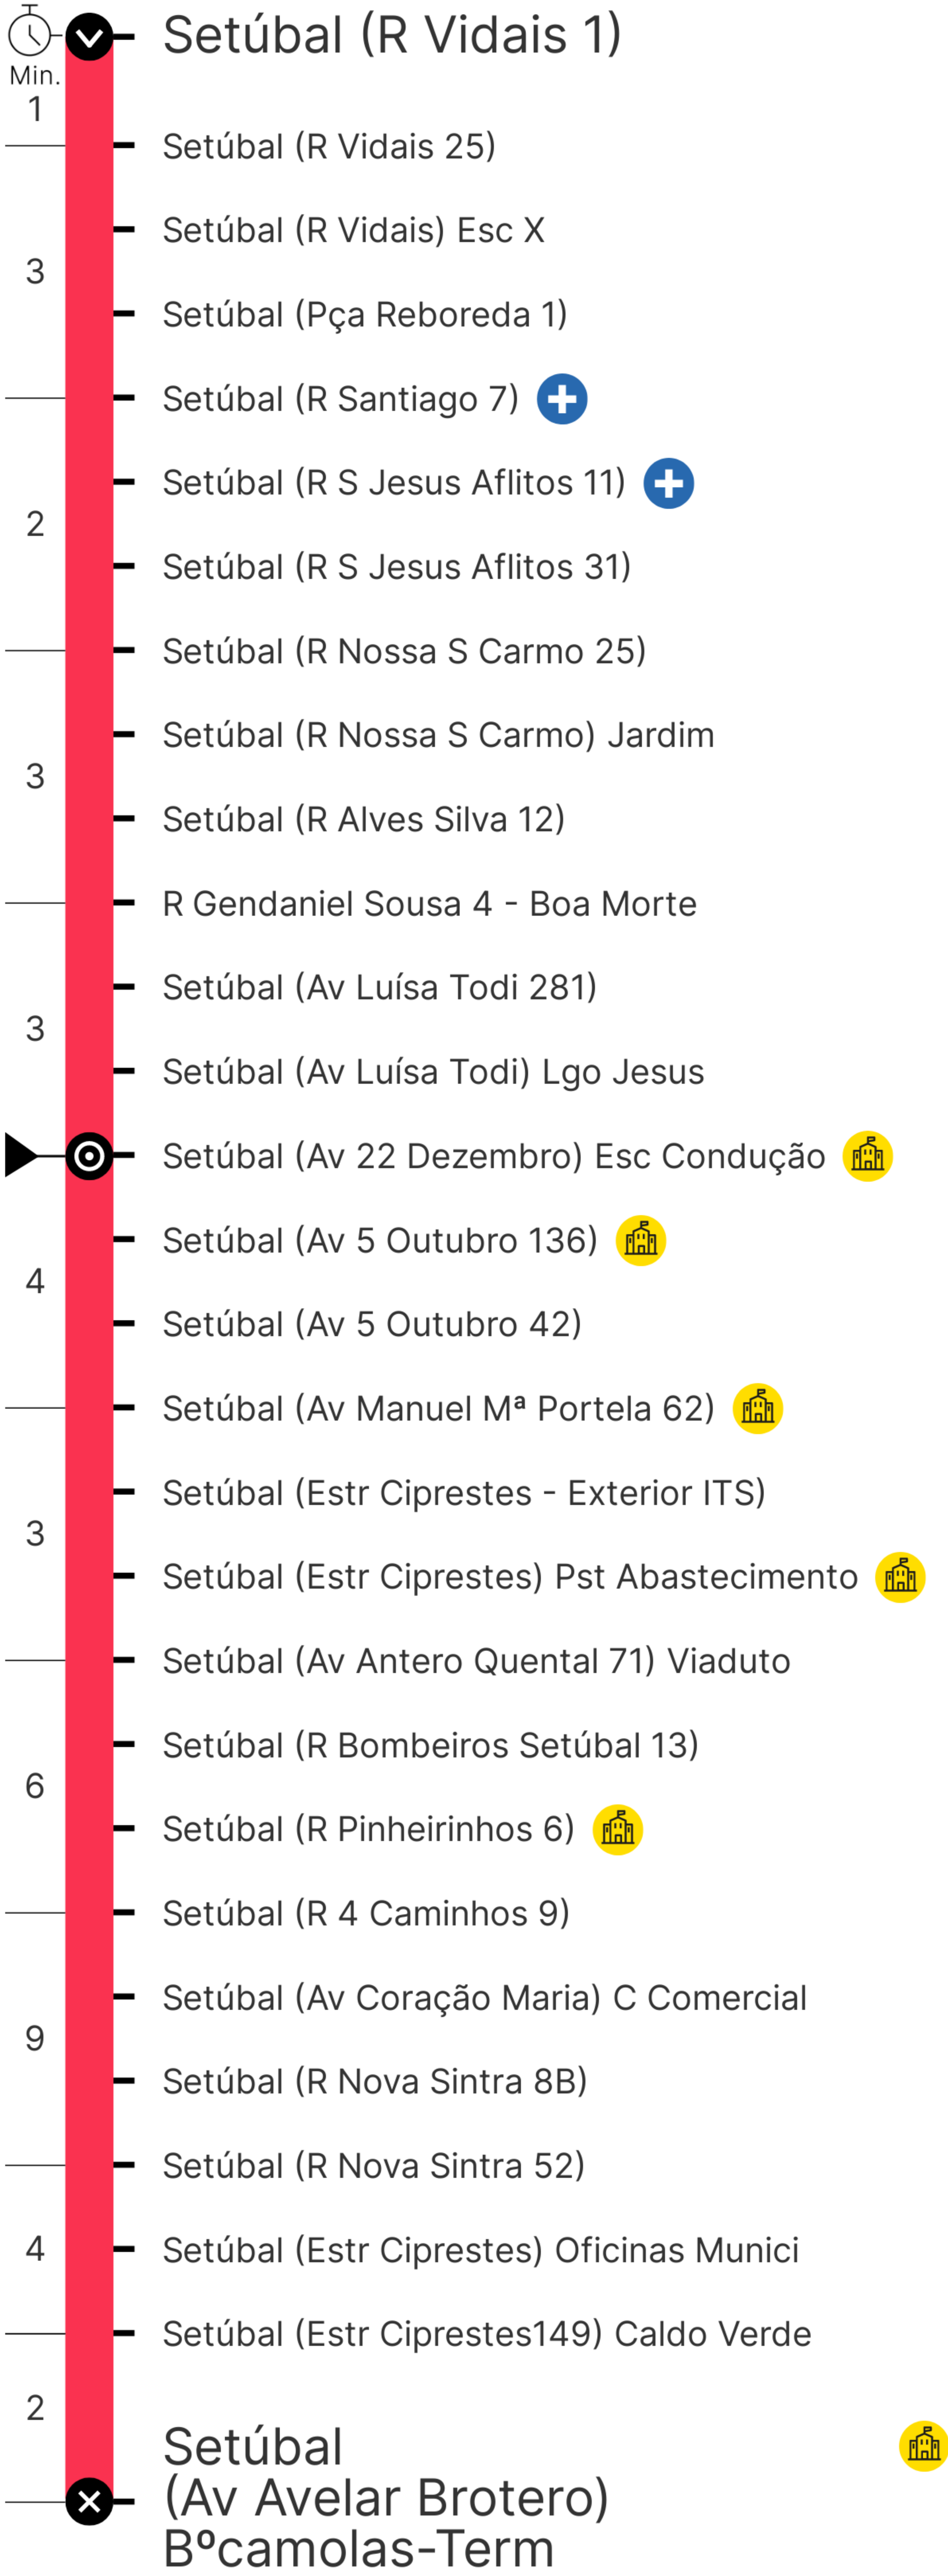 Setúbal (R Vidais 1)
Min.
1
Setúbal (R Vidais 25)
Setúbal (R Vidais) Esc X
3
Setúbal (Pça Reboreda 1)
Setúbal (R Santiago 7)
Setúbal (R S Jesus Aflitos 11)
2
Setúbal (R S Jesus Aflitos 31)
Setúbal (R Nossa S Carmo 25)
Setúbal (R Nossa S Carmo) Jardim
3
Setúbal (R Alves Silva 12)
R Gendaniel Sousa 4 - Boa Morte
Setúbal (Av Luísa Todi 281)
3
Setúbal (Av Luísa Todi) Lgo Jesus
Setúbal (Av 22 Dezembro) Esc Condução
Setúbal (Av 5 Outubro 136)
4
Setúbal (Av 5 Outubro 42)
Setúbal (Av Manuel Mª Portela 62)
Setúbal (Estr Ciprestes - Exterior ITS)
3
Setúbal (Estr Ciprestes) Pst Abastecimento
Setúbal (Av Antero Quental 71) Viaduto
Setúbal (R Bombeiros Setúbal 13)
6
Setúbal (R Pinheirinhos 6)
Setúbal (R 4 Caminhos 9)
Setúbal (Av Coração Maria) C Comercial
9
Setúbal (R Nova Sintra 8B)
Setúbal (R Nova Sintra 52)
4
Setúbal (Estr Ciprestes) Oficinas Munici
Setúbal (Estr Ciprestes149) Caldo Verde
2
Setúbal
(Av Avelar Brotero)
Bºcamolas-Term